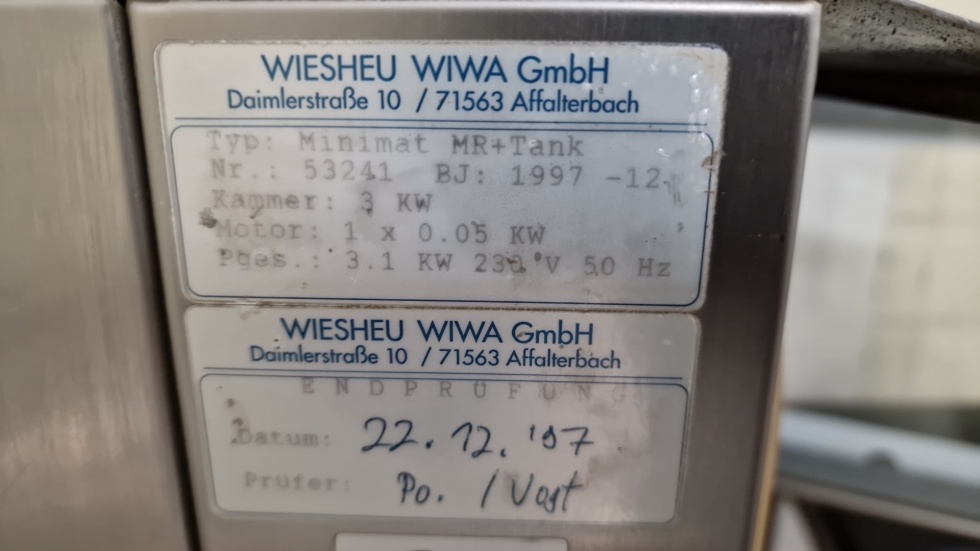 WIESHEU WIWA GmbH
Daimlerstraße 10 / 71563 Affalterbach
Typ: Minimat MR+Tank
Nr.: 53241 BJ: 1997 -12
Kammer: 3 KW
Motor: 1 x 0.05 KW
Pges.: 3.1 KW 230 V 50 Hz
WIESHEU WIWA GmbH
Daimlerstraße 10 / 71563 Affalterbach
ENDPRÜFUNG
Datum: 22.12.'97
Prüfer: Po. /